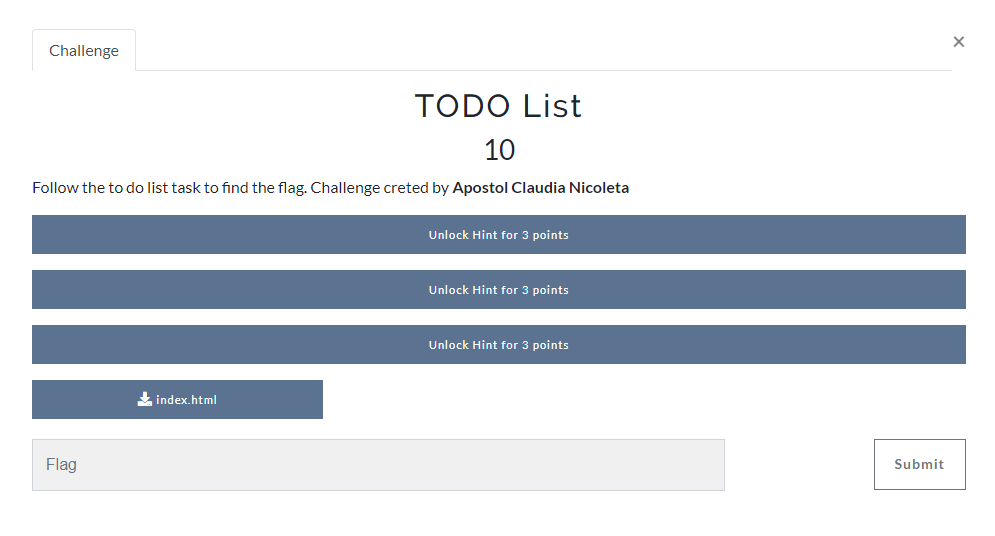 Challenge
×
TODO List
10
Follow the to do list task to find the flag. Challenge creted by Apostol Claudia Nicoleta
Unlock Hint for 3 points
Unlock Hint for 3 points
Unlock Hint for 3 points
index.html
Flag
Submit